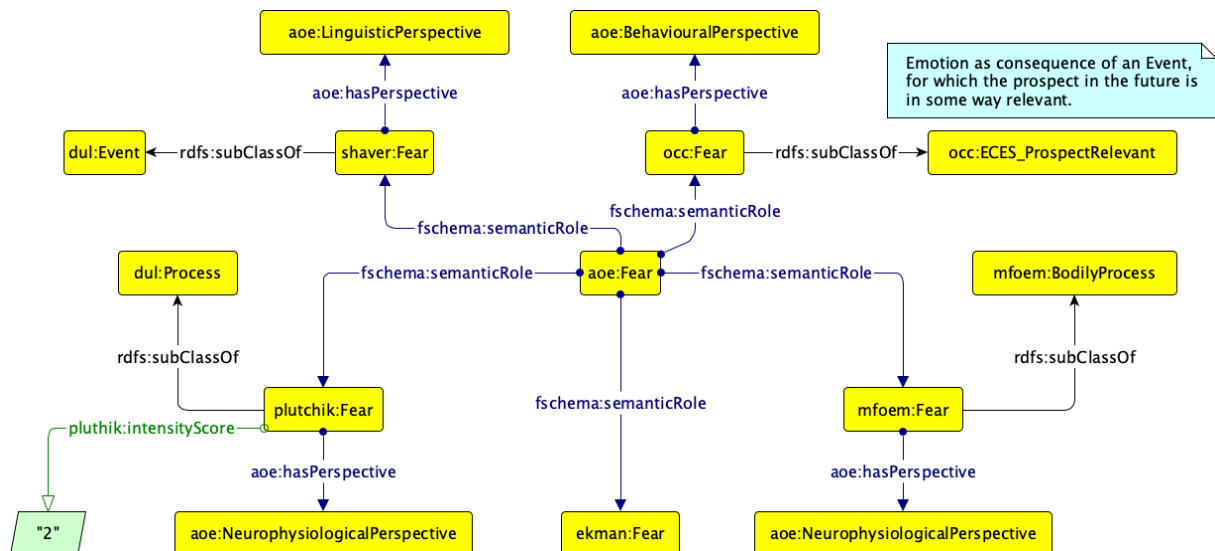 aoe:LinguisticPerspective
aoe:BehaviouralPerspective
Emotion as consequence of an Event,
for which the prospect in the future is
in some way relevant.
aoe:hasPerspective
aoe:hasPerspective
dul:Event
rdfs:subClassOf
shaver:Fear
occ:Fear
rdfs:subClassOf
occ:ECES_ProspectRelevant
fschema:semanticRole
fschema:semanticRole
dul:Process
fschema:semanticRole
aoe:Fear
fschema:semanticRole
mfoem:BodilyProcess
rdfs:subClassOf
rdfs:subClassOf
fschema:semanticRole
plutchik:Fear
mfoem:Fear
pluthik:intensityScore
aoe:hasPerspective
aoe:hasPerspective
"2"
aoe:NeurophysiologicalPerspective
ekman:Fear
aoe:NeurophysiologicalPerspective